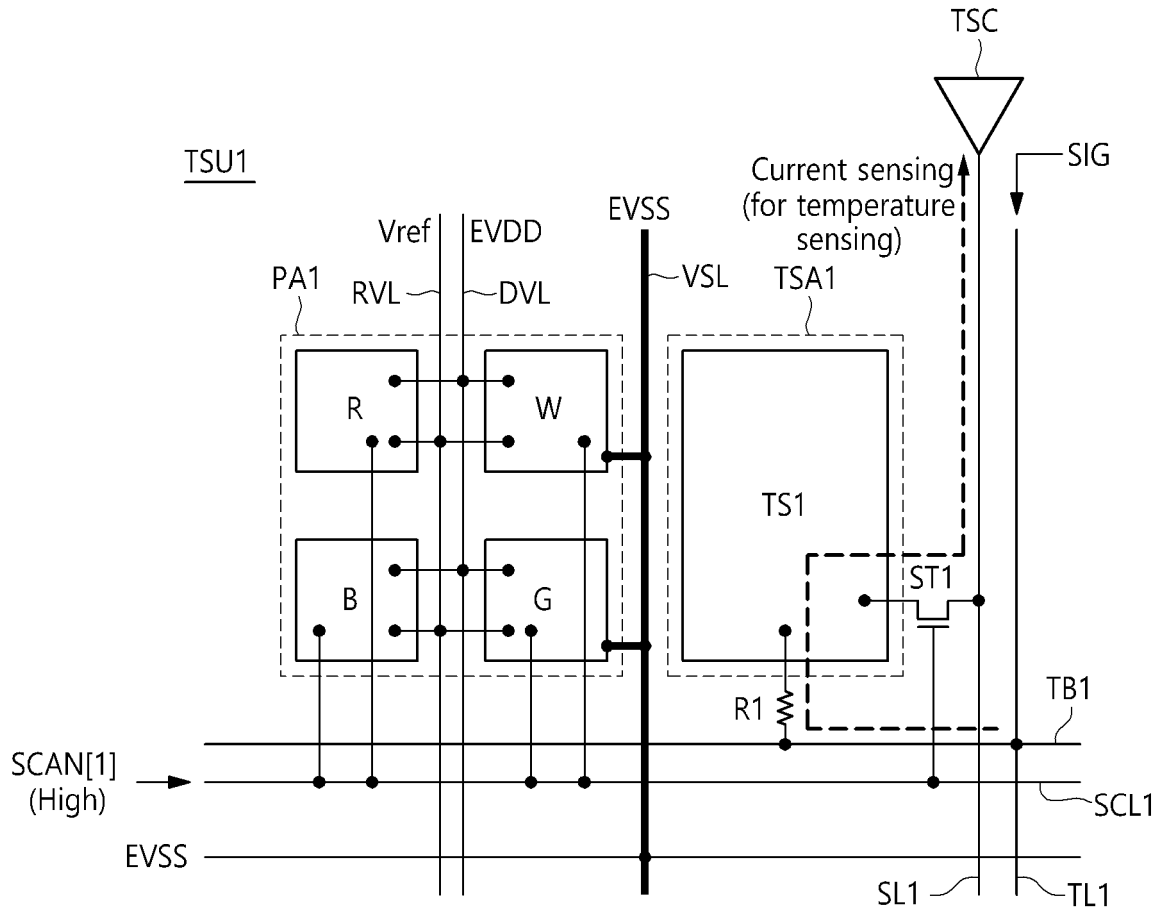 TSC
TSU1
SIG
Current sensing
(for temperature
sensing)
EVSS
Vref
EVDD
PA1
RVL
DVL
VSL
TSA1
R
W
TS1
B
G
ST1
R1
TB1
SCAN[1]
(High)
SCL1
EVSS
SL1
TL1